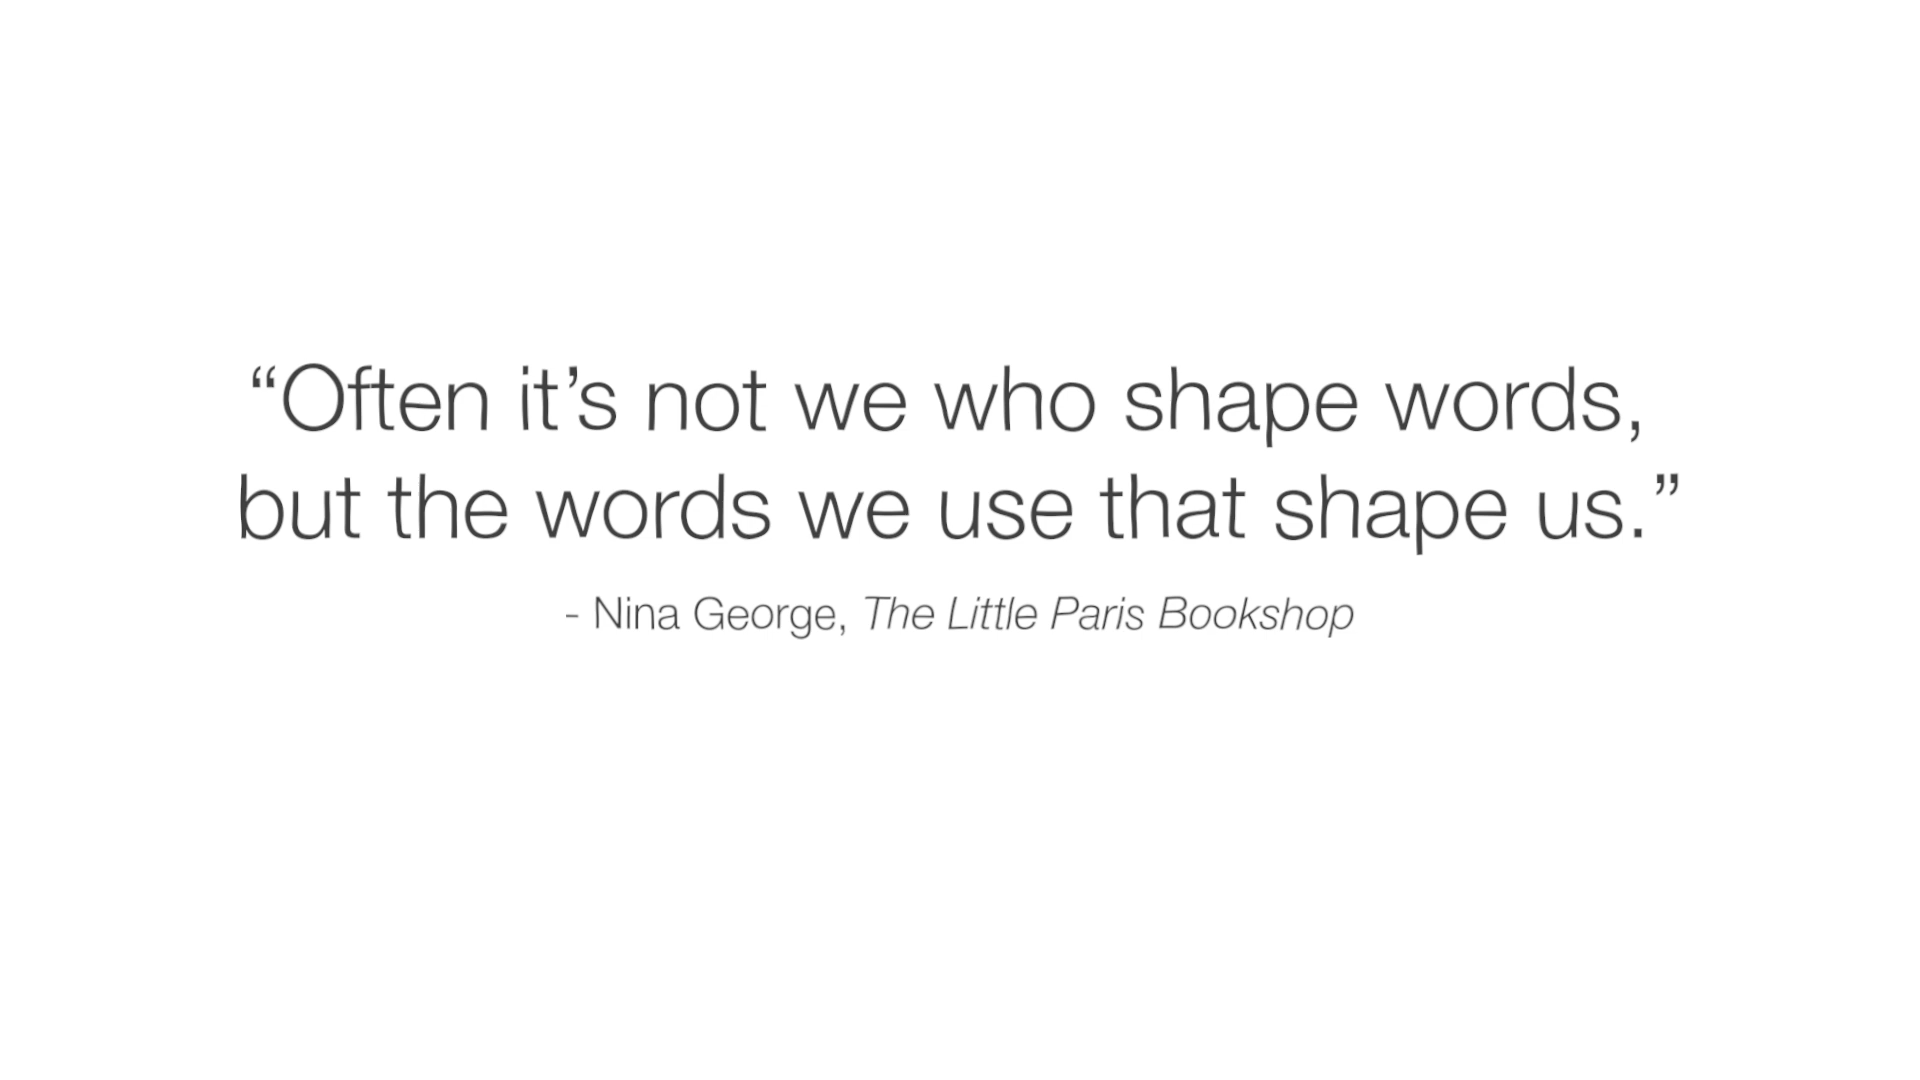 “Often it’s not we who shape words,
but the words we use that shape us.”
- Nina George, The Little Paris Bookshop